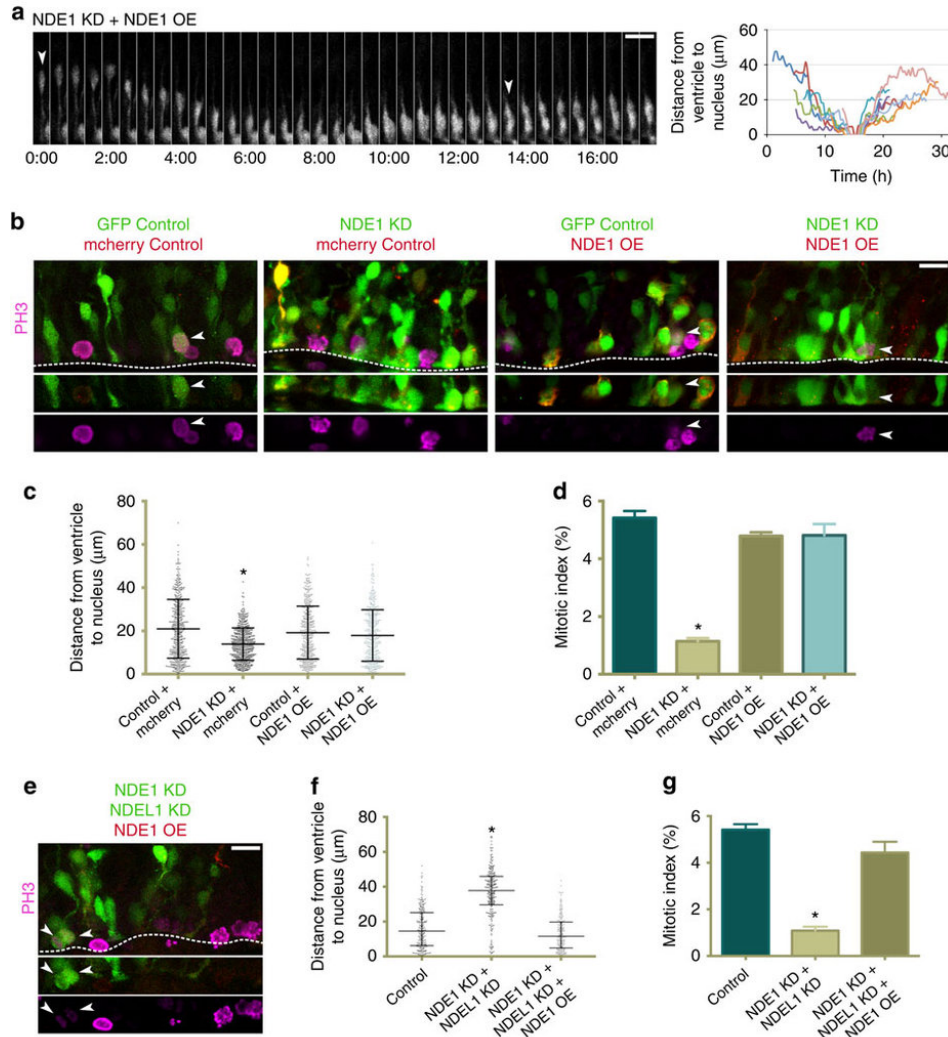 a
NDE1 KD + NDE1 OE
0:00 2:00 4:00 6:00 8:00 10:00 12:00 14:00 16:00
Distance from
ventricle to
nucleus (μm)
60
40
20
0
0 10 20 30
Time (h)
b
GFP Control
mcherry Control
NDE1 KD
mcherry Control
GFP Control
NDE1 OE
NDE1 KD
NDE1 OE
PH3
c
Distance from ventricle
to nucleus (μm)
80
60
40
20
0
*
Control +
mcherry
NDE1 KD +
mcherry
Control +
NDE1 OE
NDE1 KD +
NDE1 OE
d
Mitotic index (%)
6
4
2
0
*
Control +
mcherry
NDE1 KD +
mcherry
Control +
NDE1 OE
NDE1 KD +
NDE1 OE
e
NDE1 KD
NDEL1 KD
NDE1 OE
PH3
f
Distance from ventricle
to nucleus (μm)
80
60
40
20
0
*
Control
NDE1 KD +
NDEL1 KD
NDE1 KD +
NDEL1 KD +
NDE1 OE
g
Mitotic index (%)
6
4
2
0
*
Control
NDE1 KD +
NDEL1 KD
NDE1 KD +
NDEL1 KD +
NDE1 OE